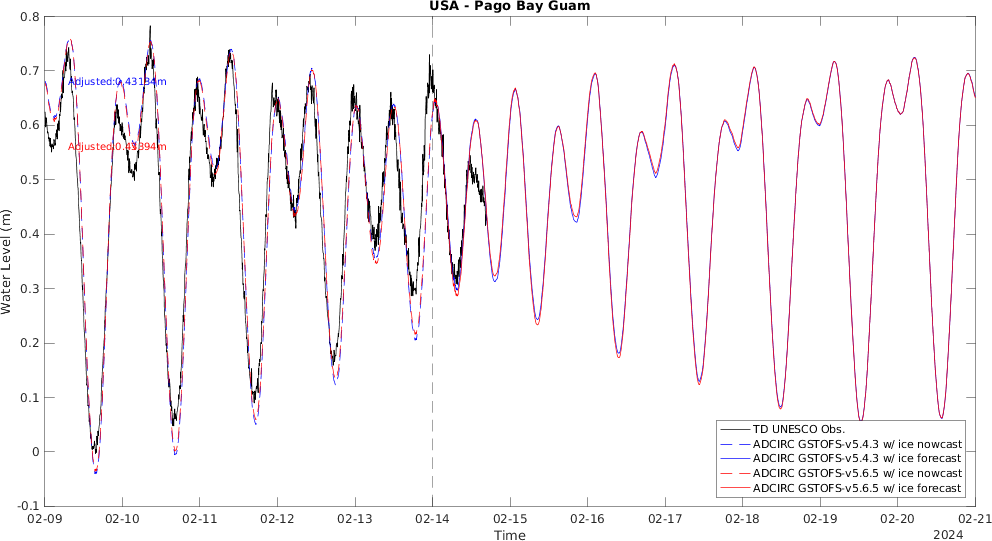 USA - Pago Bay Guam
0.8
0.7
0.6
0.5
0.4
0.3
0.2
0.1
0
-0.1
Water Level (m)
Adjusted:0.43134m
TD UNESCO Obs.
ADCIRC GSTOFS-v5.4.3 w/ ice nowcast
ADCIRC GSTOFS-v5.4.3 w/ ice forecast
ADCIRC GSTOFS-v5.6.5 w/ ice nowcast
ADCIRC GSTOFS-v5.6.5 w/ ice forecast
02-09 02-10 02-11 02-12 02-13 02-14 02-15 02-16 02-17 02-18 02-19 02-20 02-21
Time
2024